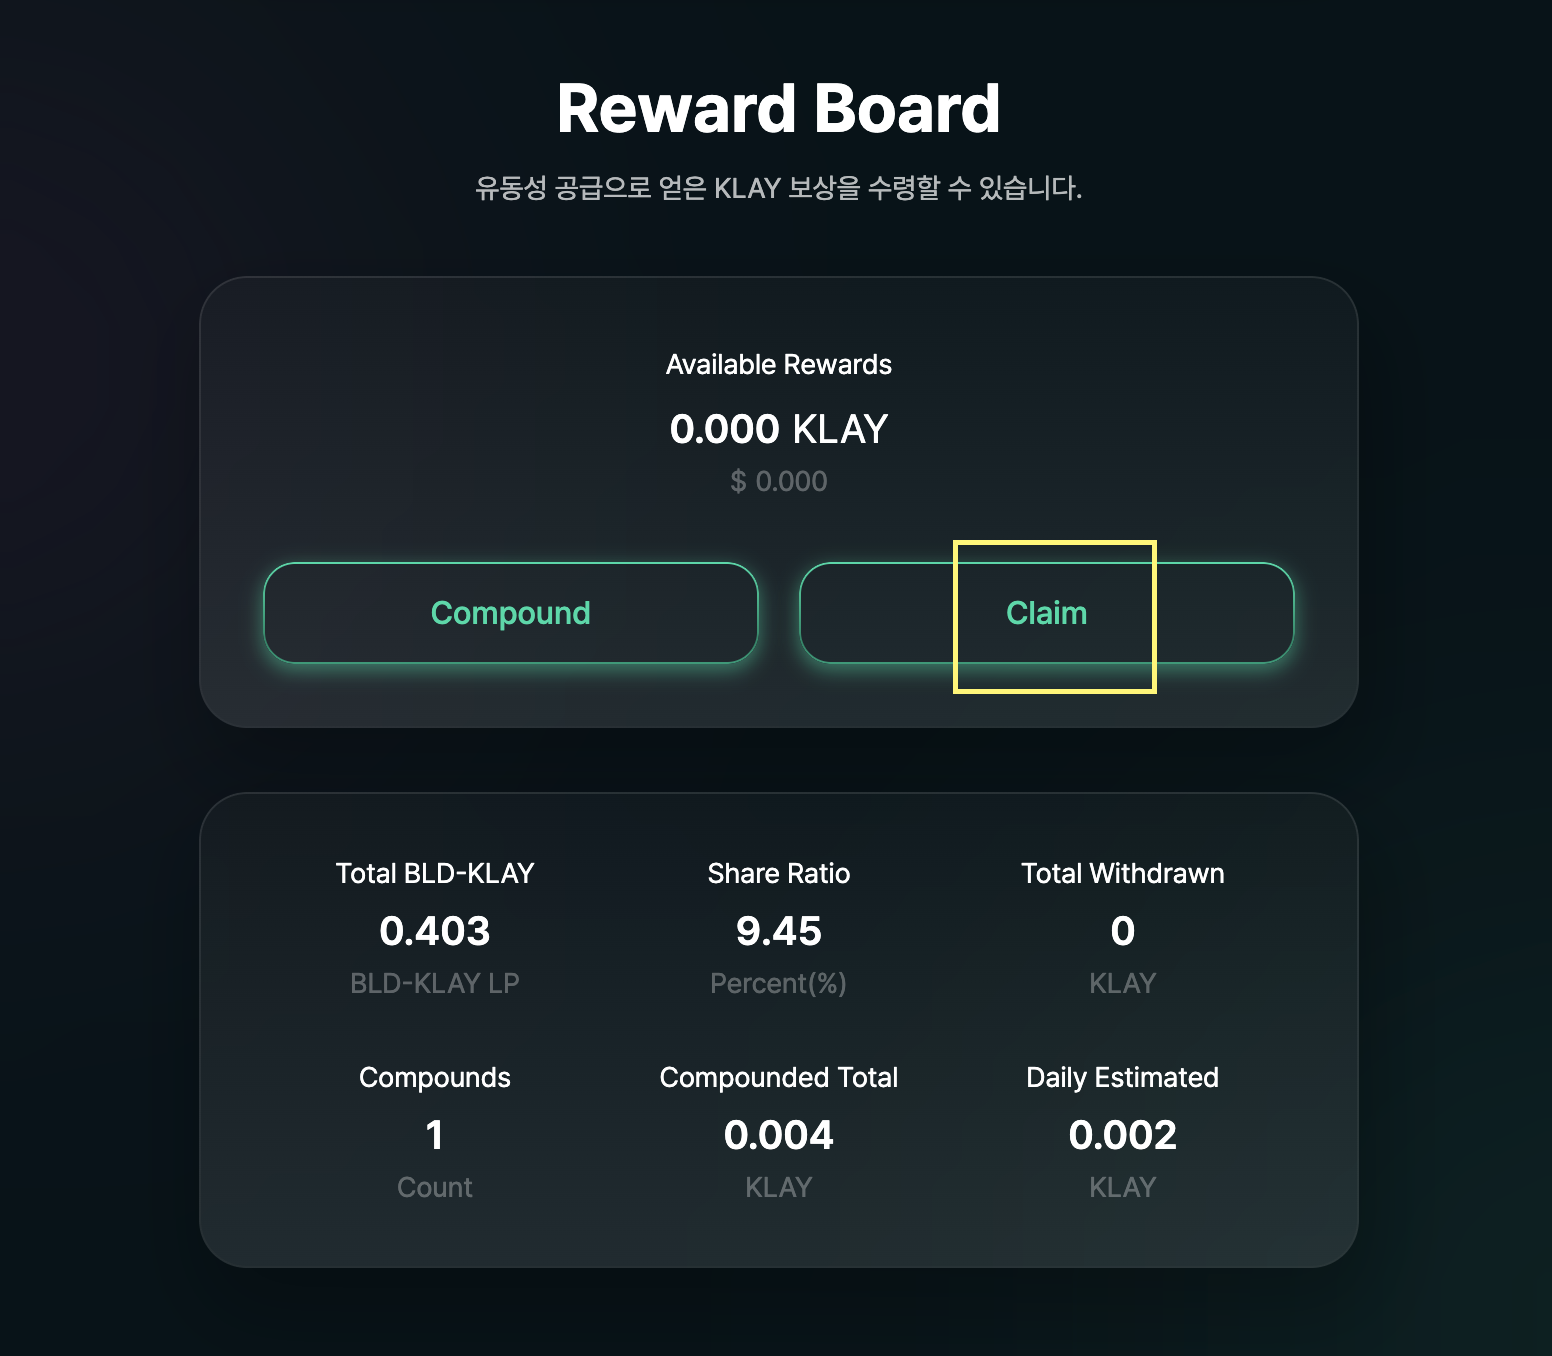 Reward Board
유동성 공급으로 얻은 KLAY 보상을 수령할 수 있습니다.
Available Rewards
0.000 KLAY
$ 0.000
Compound
Claim
Total BLD-KLAY
0.403
BLD-KLAY LP
Share Ratio
9.45
Percent(%)
Total Withdrawn
0
KLAY
Compounds
1
Count
Compounded Total
0.004
KLAY
Daily Estimated
0.002
KLAY